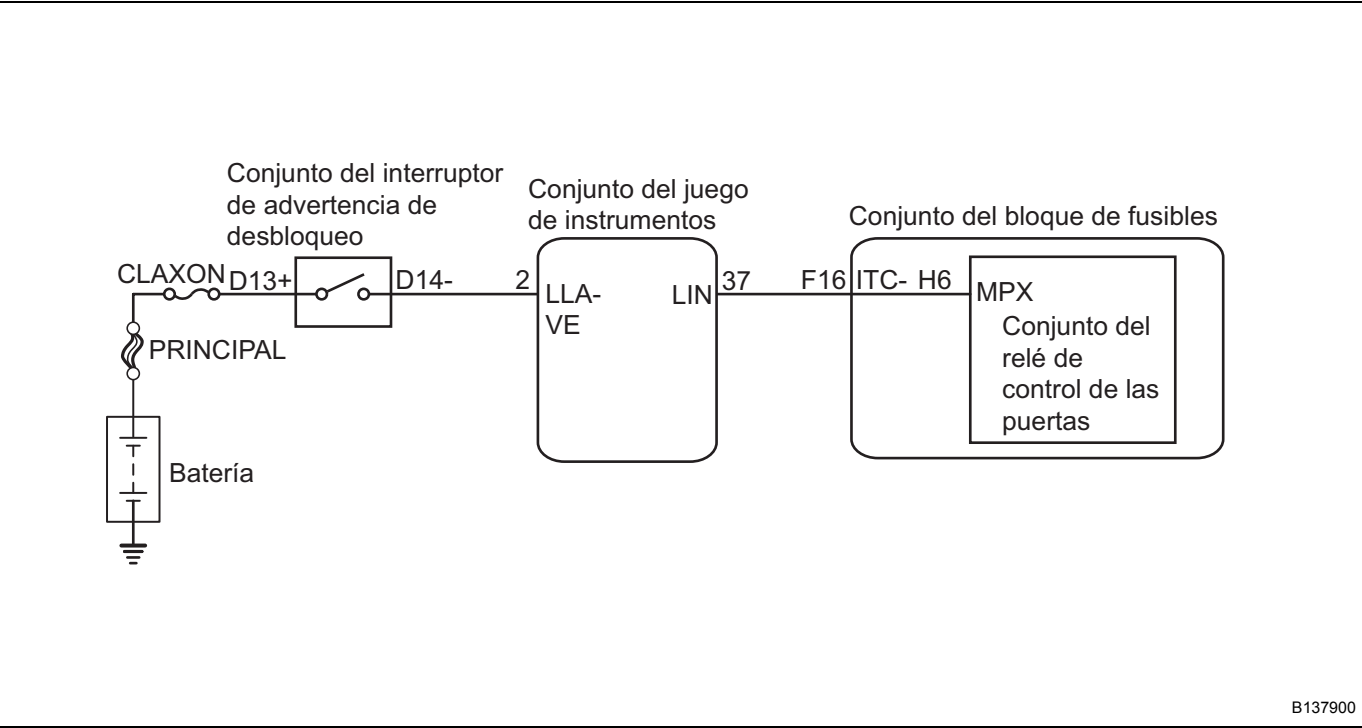 Conjunto del interruptor
de advertencia de
desbloqueo
Conjunto del juego
de instrumentos
Conjunto del bloque de fusibles
CLAXON
D13+
D14-
2
LLA-
VE
LIN
37
F16
ITC-
H6
MPX
Conjunto del
relé de
control de las
puertas
PRINCIPAL
Batería
B137900